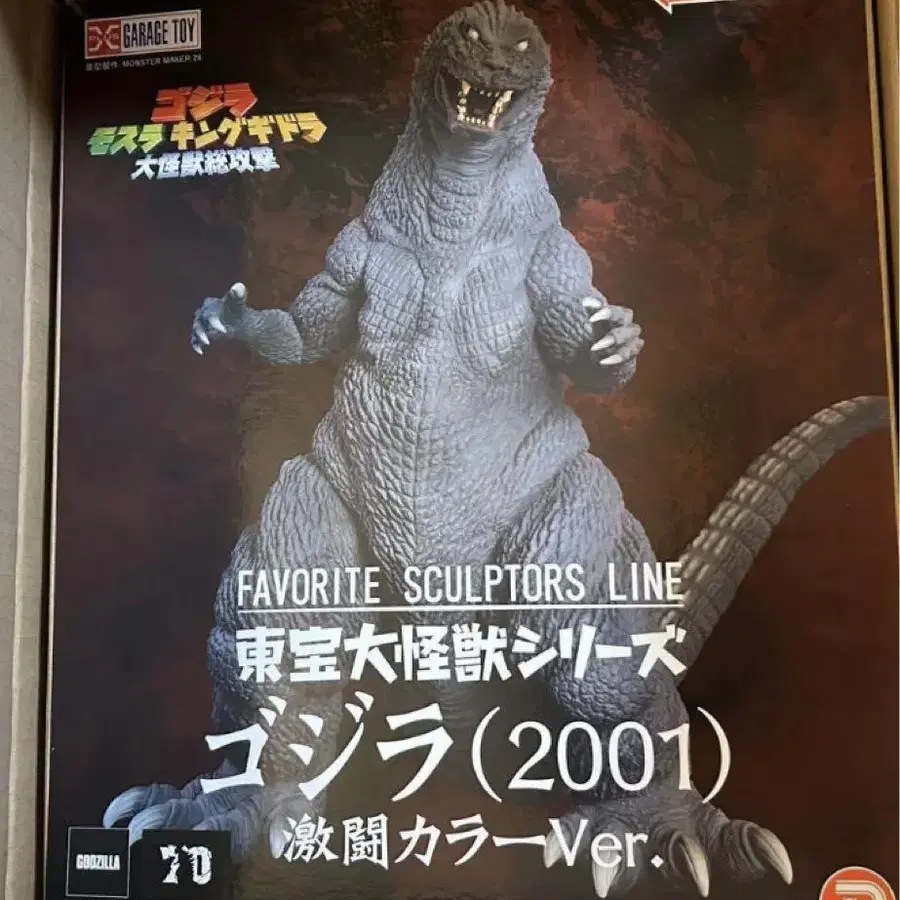 GARAGE TOY
ゴジラ
モスラ キングギドラ
大怪獣総攻撃
FAVORITE SCULPTORS LINE
東宝大怪獣シリーズ
ゴジラ(2001)
激闘カラーVer.
GODZILLA
70